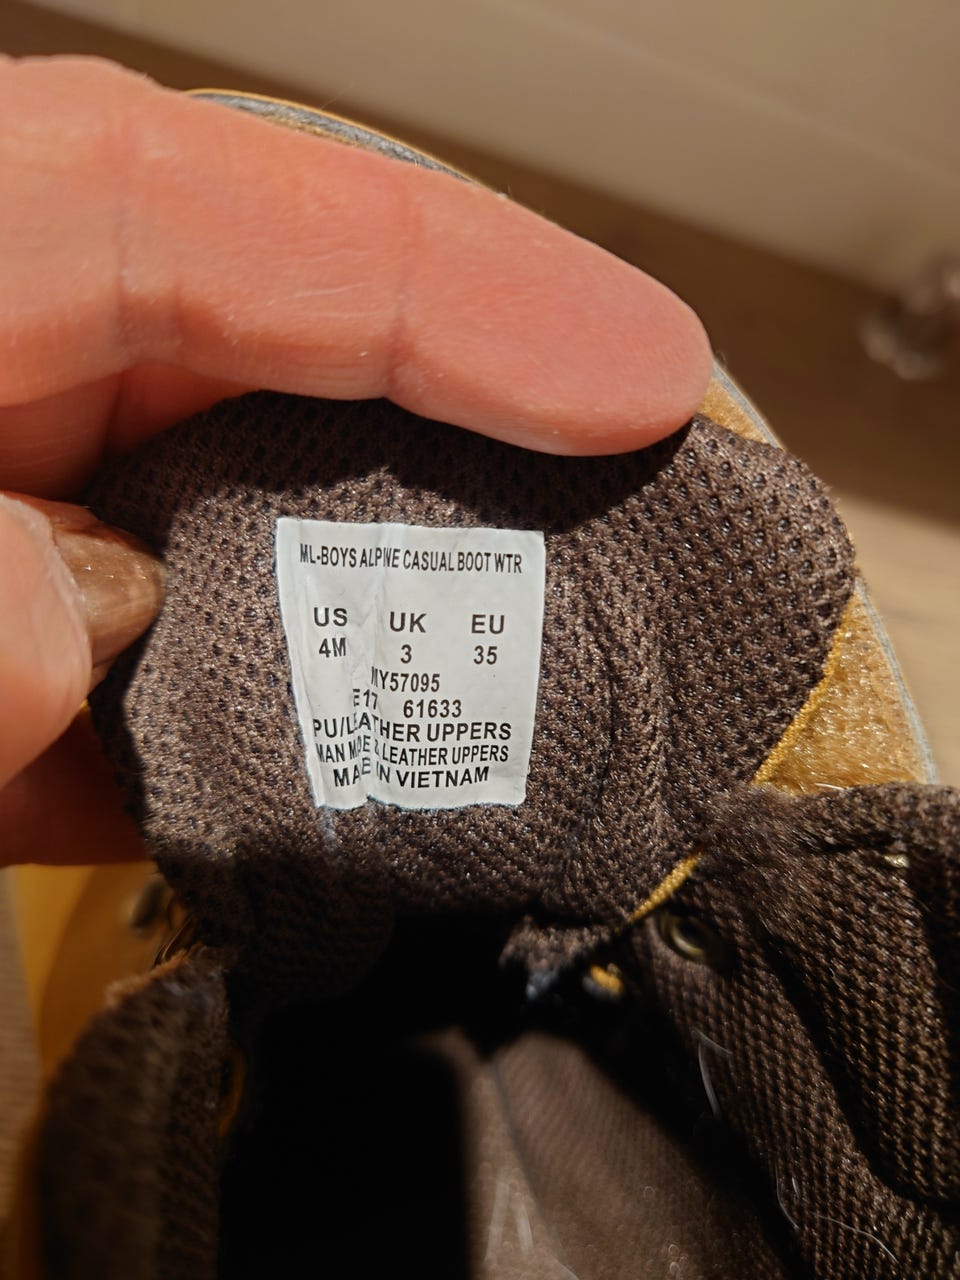 ML-BOYS ALPINE CASUAL BOOT WTR
US UK EU
4M 3 35
MY57095
E17 61633
PU/LEATHER UPPERS
MAN MADE & LEATHER UPPERS
MADE IN VIETNAM